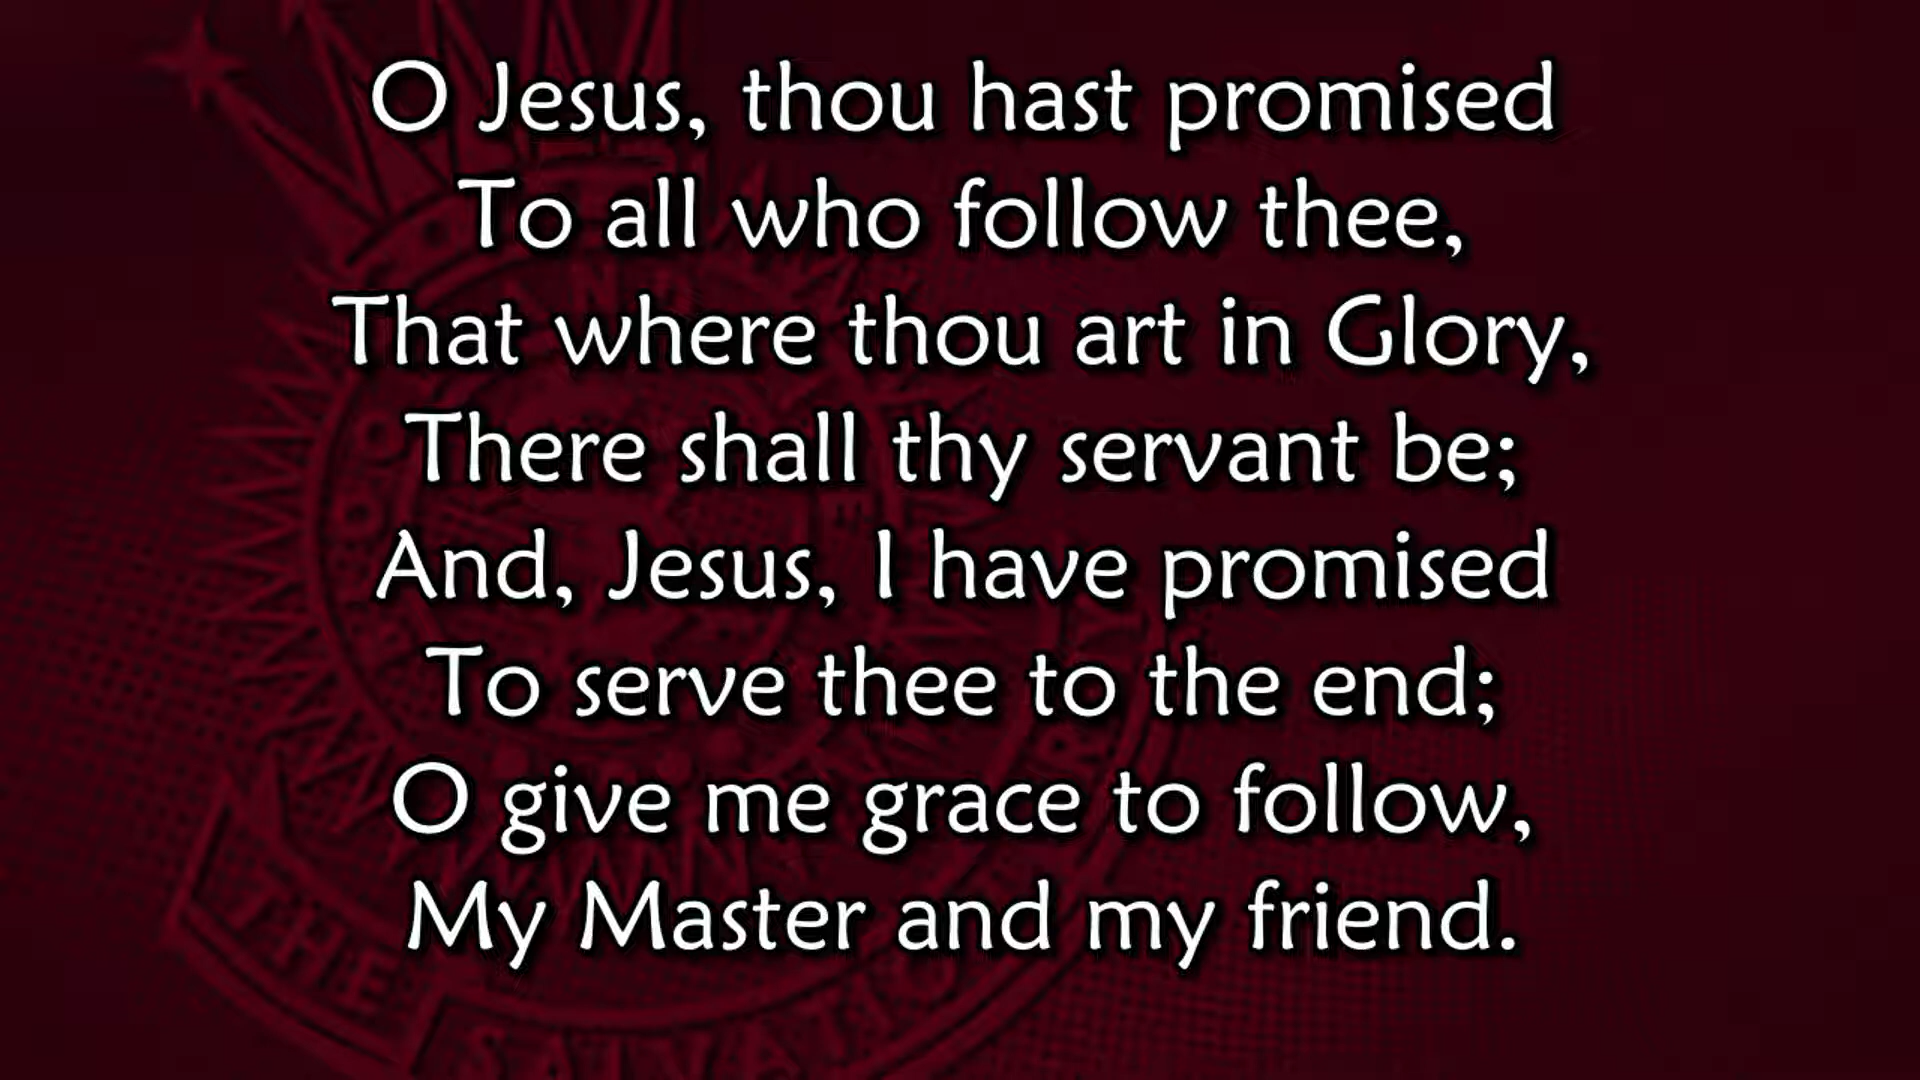 O Jesus, thou hast promised
To all who follow thee,
That where thou art in Glory,
There shall thy servant be;
And, Jesus, I have promised
To serve thee to the end;
O give me grace to follow,
My Master and my friend.
THE
SALVATION